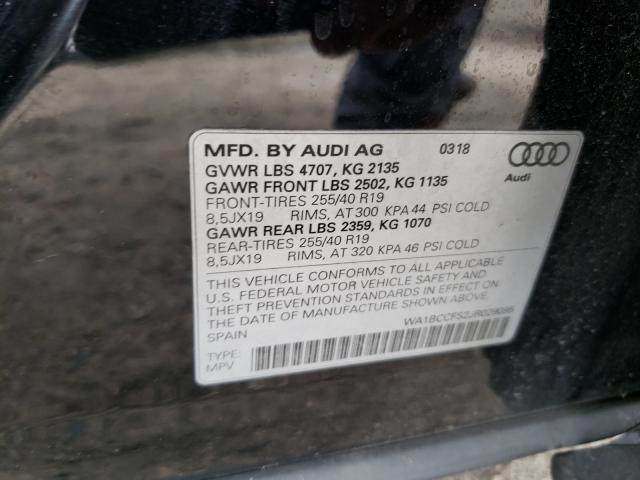 MFD. BY AUDI AG 0318
GVWR LBS 4707, KG 2135
GAWR FRONT LBS 2502, KG 1135
FRONT-TIRES 255/40 R19
8,5JX19 RIMS, AT 300 KPA 44 PSI COLD
GAWR REAR LBS 2359, KG 1070
REAR-TIRES 255/40 R19
8,5JX19 RIMS, AT 320 KPA 46 PSI COLD
Audi
THIS VEHICLE CONFORMS TO ALL APPLICABLE
U.S. FEDERAL MOTOR VEHICLE SAFETY AND
THEFT PREVENTION STANDARDS IN EFFECT ON
THE DATE OF MANUFACTURE SHOWN ABOVE.
SPAIN
WA1BCCFS2JR029086
TYPE:
MPV